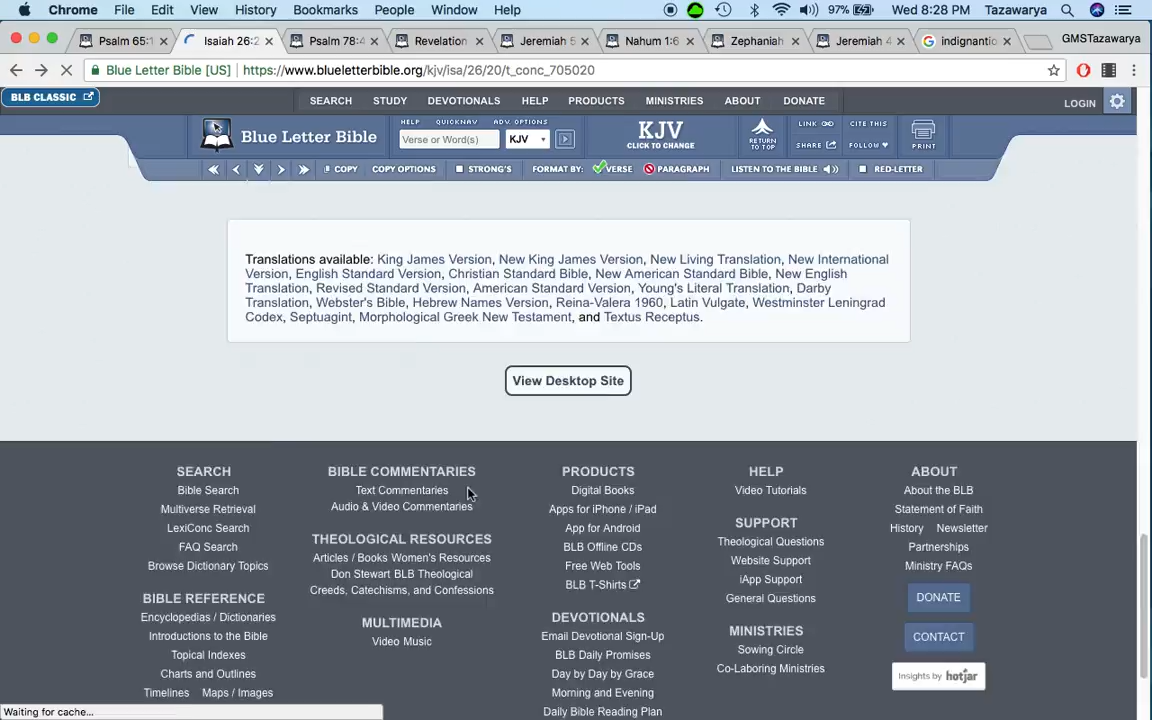 Chrome File Edit View History Bookmarks People Window Help 97% Wed 8:28 PM Tazawarya
Psalm 65:1 Isaiah 26:2 Psalm 78:4 Revelation Jeremiah 5 Nahum 1:6 Zephaniah Jeremiah 4 indignantio GMSTazawarya
Blue Letter Bible [US] https://www.blueletterbible.org/kjv/isa/26/20/t_conc_705020
BLB CLASSIC SEARCH STUDY DEVOTIONALS HELP PRODUCTS MINISTRIES ABOUT DONATE LOGIN
HELP QUICKNAV ADV. OPTIONS
Blue Letter Bible Verse or Word(s) KJV KJV CLICK TO CHANGE RETURN TO TOP LINK CITE THIS SHARE FOLLOW PRINT
COPY COPY OPTIONS STRONG'S FORMAT BY: VERSE PARAGRAPH LISTEN TO THE BIBLE RED-LETTER
Translations available: King James Version, New King James Version, New Living Translation, New International
Version, English Standard Version, Christian Standard Bible, New American Standard Bible, New English
Translation, Revised Standard Version, American Standard Version, Young's Literal Translation, Darby
Translation, Webster's Bible, Hebrew Names Version, Reina-Valera 1960, Latin Vulgate, Westminster Leningrad
Codex, Septuagint, Morphological Greek New Testament, and Textus Receptus.
View Desktop Site
SEARCH
Bible Search
Multiverse Retrieval
LexiConc Search
FAQ Search
Browse Dictionary Topics
BIBLE REFERENCE
Encyclopedias / Dictionaries
Introductions to the Bible
Topical Indexes
Charts and Outlines
Timelines Maps / Images
BIBLE COMMENTARIES
Text Commentaries
Audio & Video Commentaries
THEOLOGICAL RESOURCES
Articles / Books Women's Resources
Don Stewart BLB Theological
Creeds, Catechisms, and Confessions
MULTIMEDIA
Video Music
PRODUCTS
Digital Books
Apps for iPhone / iPad
App for Android
BLB Offline CDs
Free Web Tools
BLB T-Shirts
DEVOTIONALS
Email Devotional Sign-Up
BLB Daily Promises
Day by Day by Grace
Morning and Evening
Daily Bible Reading Plan
HELP
Video Tutorials
SUPPORT
Theological Questions
Website Support
iApp Support
General Questions
MINISTRIES
Sowing Circle
Co-Laboring Ministries
ABOUT
About the BLB
Statement of Faith
History Newsletter
Partnerships
Ministry FAQs
DONATE
CONTACT
Insights by hotjar
Waiting for cache...